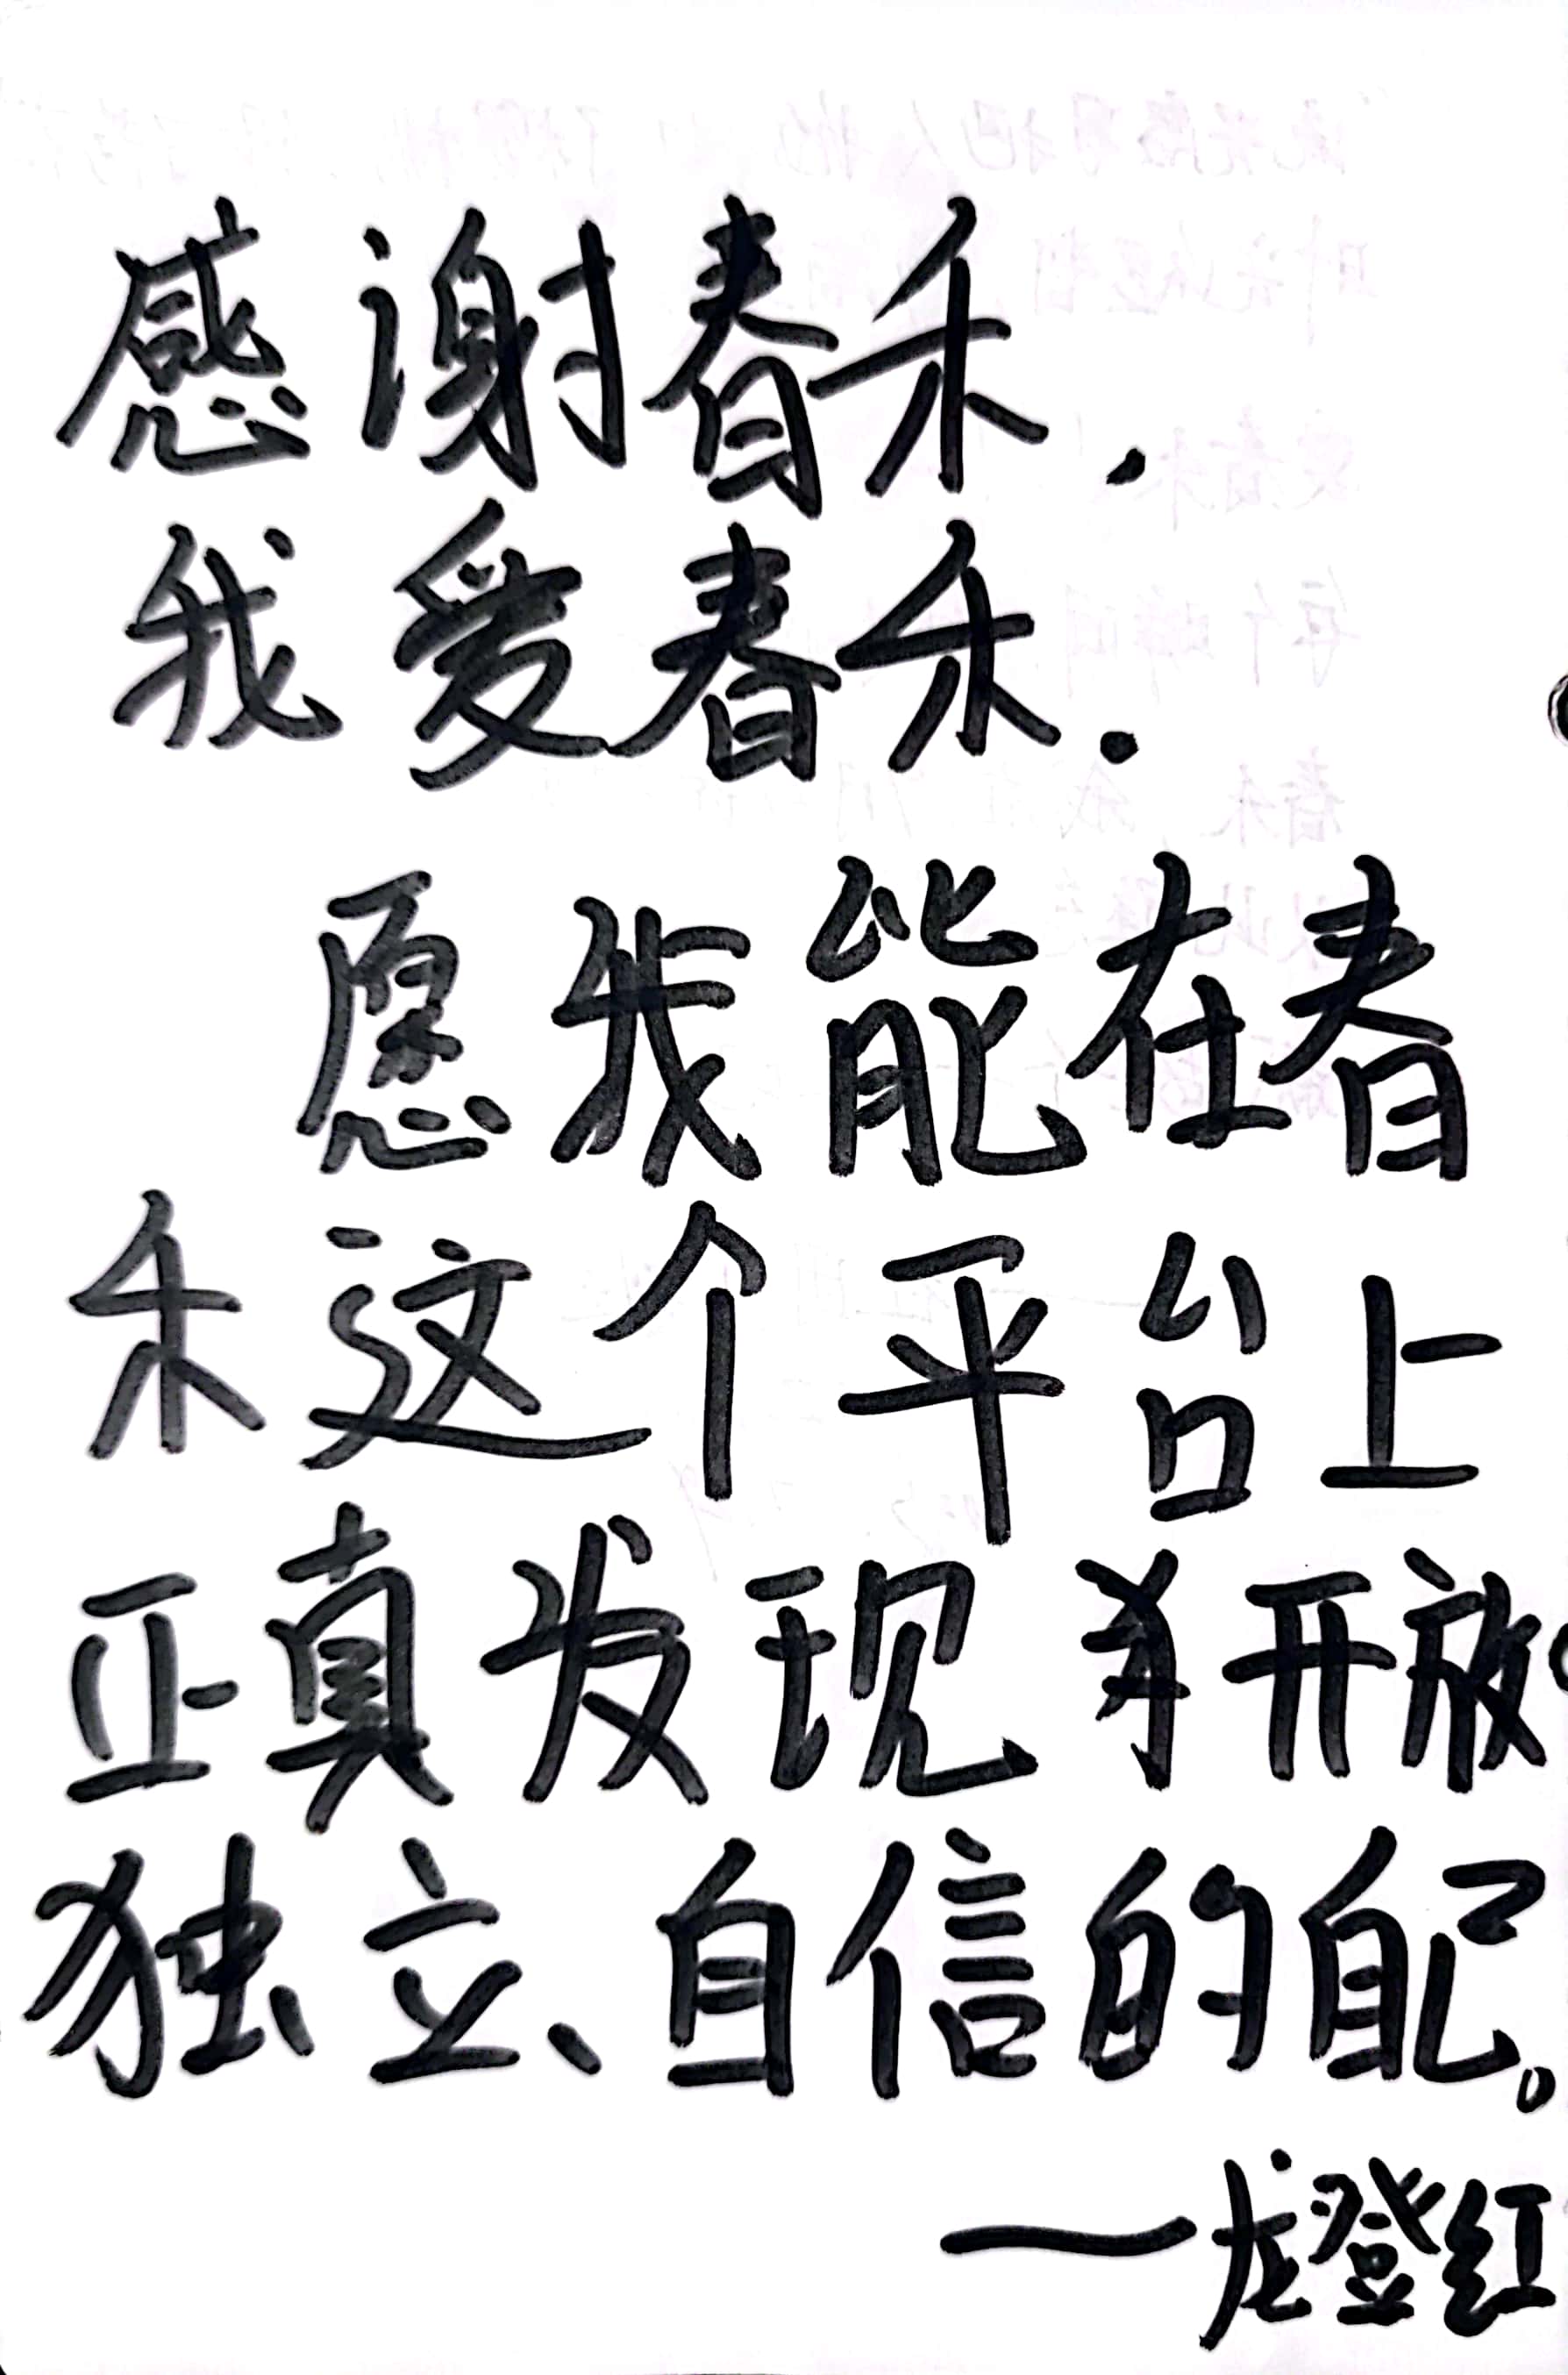 感谢春禾.
我爱春禾.
愿我能在春
禾这个平台上
正真发现 开放
独立、自信的自己。
——龙登红